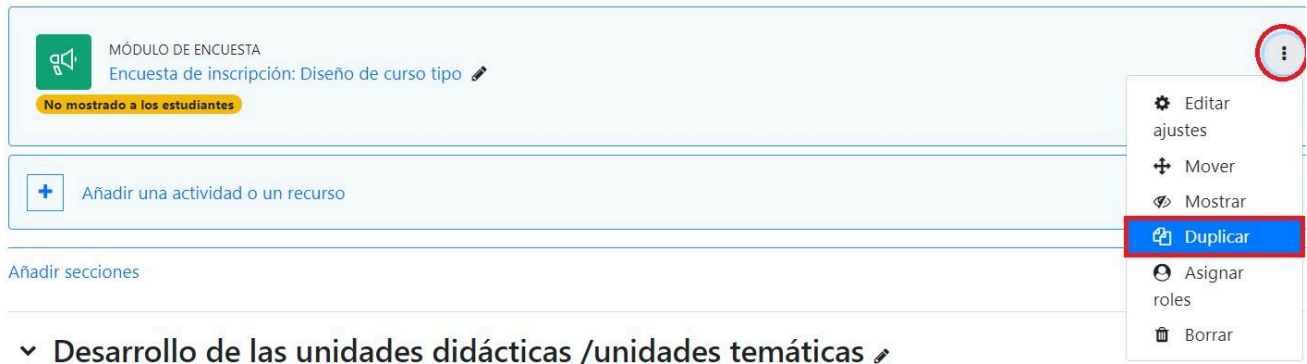 MÓDULO DE ENCUESTA
Encuesta de inscripción: Diseño de curso tipo
No mostrado a los estudiantes
Editar
ajustes
Mover
Añadir una actividad o un recurso
Mostrar
Duplicar
Añadir secciones
Asignar
roles
Borrar
Desarrollo de las unidades didácticas /unidades temáticas